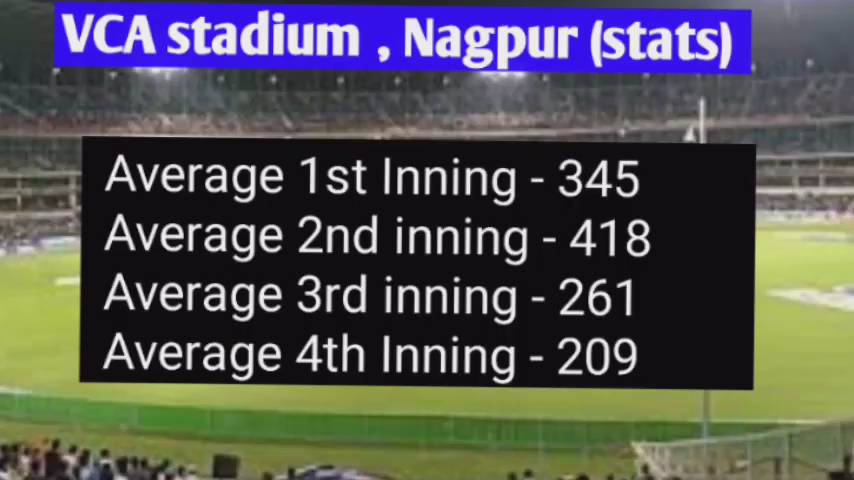 VCA stadium , Nagpur (stats)
Average 1st Inning - 345
Average 2nd inning - 418
Average 3rd inning - 261
Average 4th Inning - 209